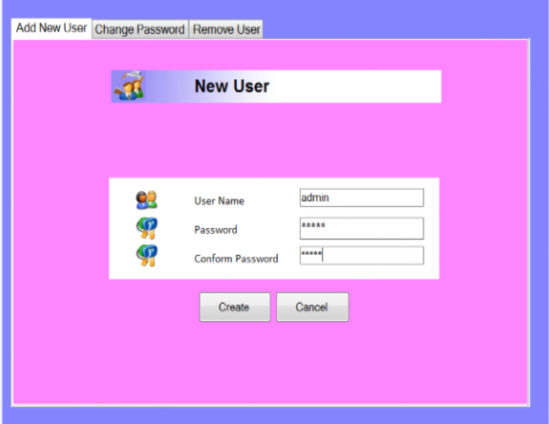 Add New User Change Password Remove User
New User
User Name admin
Password *****
Conform Password *****
Create Cancel